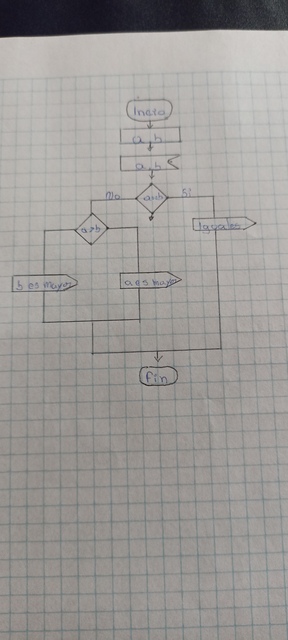 Inicio
a,b
a,b
No
a=b
Si
a>b
Iguales
b es mayor
a es mayor
fin